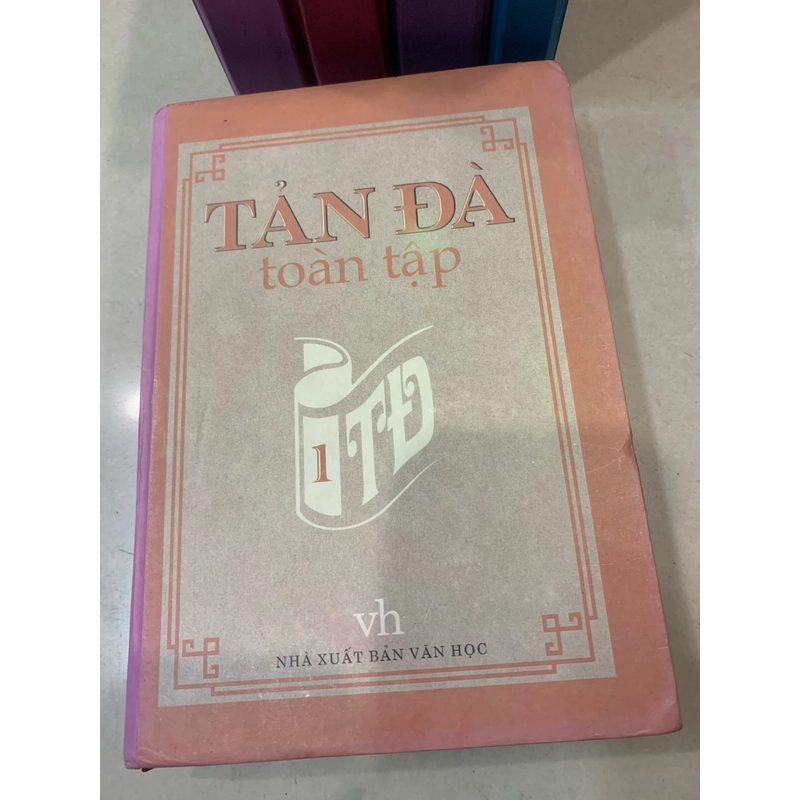 TẢN ĐÀ
toàn tập
1 TĐ
vh
NHÀ XUẤT BẢN VĂN HỌC